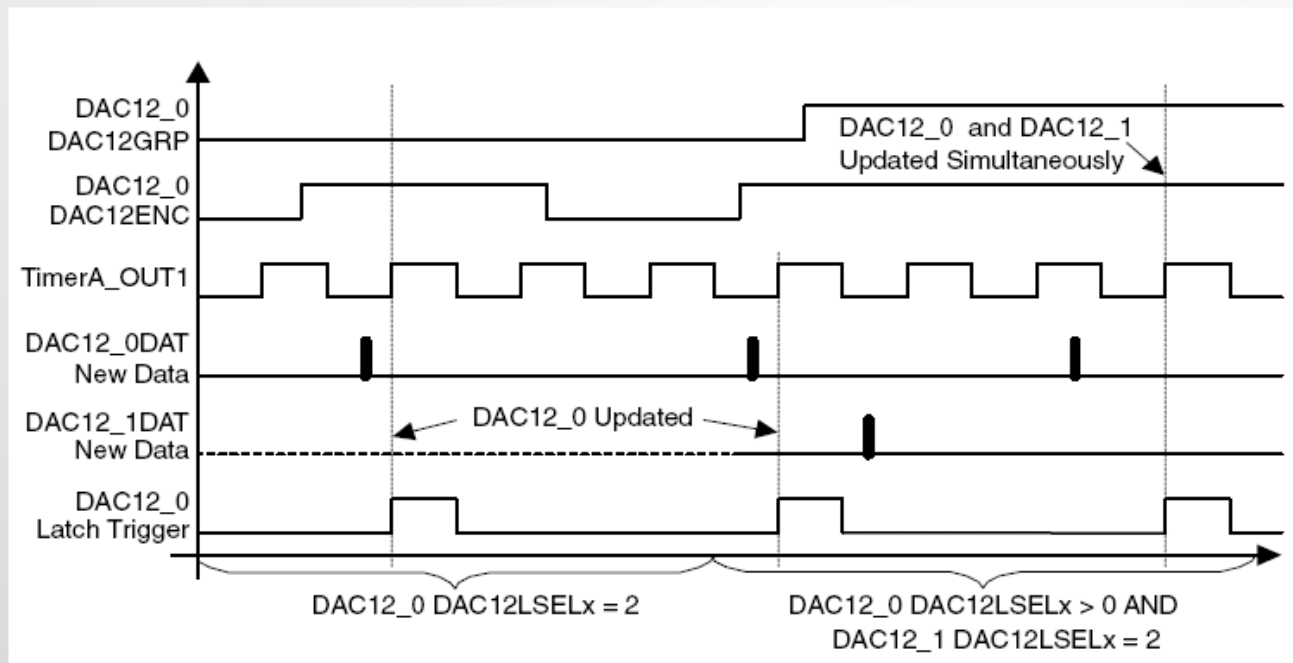 DAC12_0
DAC12GRP
DAC12_0 and DAC12_1
Updated Simultaneously
DAC12_0
DAC12ENC
TimerA_OUT1
DAC12_0DAT
New Data
DAC12_1DAT
New Data
DAC12_0 Updated
DAC12_0
Latch Trigger
DAC12_0 DAC12LSELx = 2
DAC12_0 DAC12LSELx > 0 AND
DAC12_1 DAC12LSELx = 2